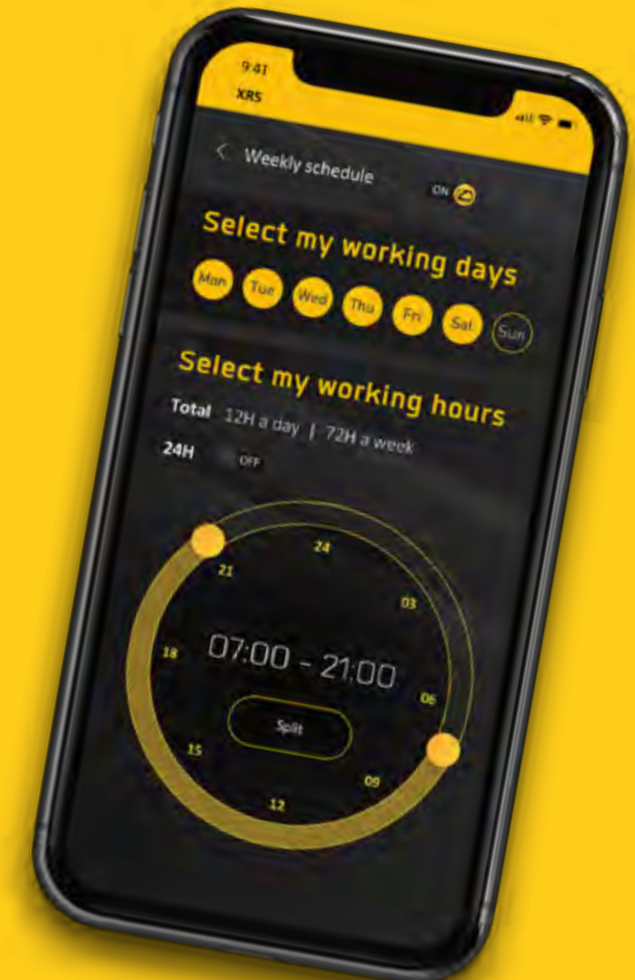 9:41
XR5
Weekly schedule ON
Select my working days
Mon Tue Wed Thu Fri Sat Sun
Select my working hours
Total 12H a day | 72H a week
24H OFF
24
21
03
18
07:00 - 21:00
06
Split
15
09
12